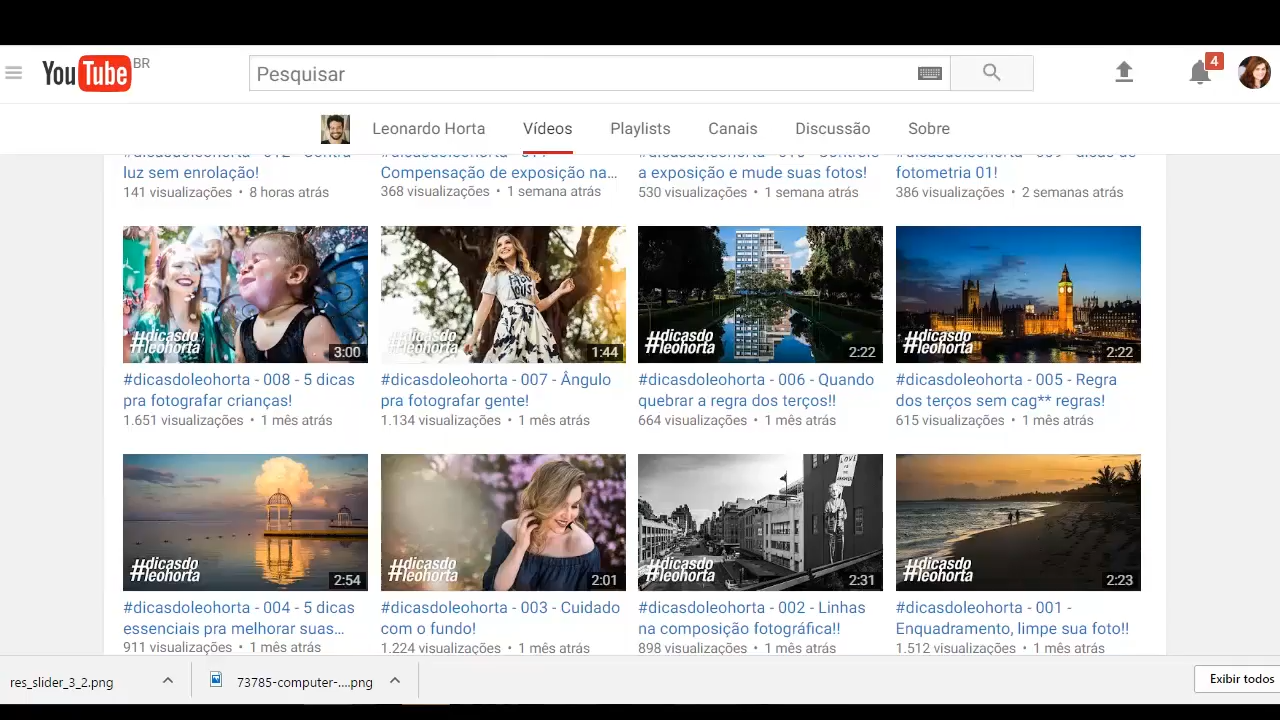 YouTube BR
Pesquisar
4
Leonardo Horta Vídeos Playlists Canais Discussão Sobre
luz sem enrolação!
141 visualizações • 8 horas atrás
Compensação de exposição na...
368 visualizações • 1 semana atrás
a exposição e mude suas fotos!
530 visualizações • 1 semana atrás
fotometria 01!
386 visualizações • 2 semanas atrás
#dicasdo
leohorta
3:00
#dicasdoleohorta - 008 - 5 dicas
pra fotografar crianças!
1.651 visualizações • 1 mês atrás
#dicasdo
leohorta
1:44
#dicasdoleohorta - 007 - Ângulo
pra fotografar gente!
1.134 visualizações • 1 mês atrás
#dicasdo
leohorta
2:22
#dicasdoleohorta - 006 - Quando
quebrar a regra dos terços!!
664 visualizações • 1 mês atrás
#dicasdo
leohorta
2:22
#dicasdoleohorta - 005 - Regra
dos terços sem cag** regras!
615 visualizações • 1 mês atrás
#dicasdo
leohorta
2:54
#dicasdoleohorta - 004 - 5 dicas
essenciais pra melhorar suas...
911 visualizações • 1 mês atrás
#dicasdo
leohorta
2:01
#dicasdoleohorta - 003 - Cuidado
com o fundo!
1.224 visualizações • 1 mês atrás
#dicasdo
leohorta
2:31
#dicasdoleohorta - 002 - Linhas
na composição fotográfica!!
898 visualizações • 1 mês atrás
#dicasdo
leohorta
2:23
#dicasdoleohorta - 001 -
Enquadramento, limpe sua foto!!
1.512 visualizações • 1 mês atrás
res_slider_3_2.png 73785-computer-....png Exibir todos